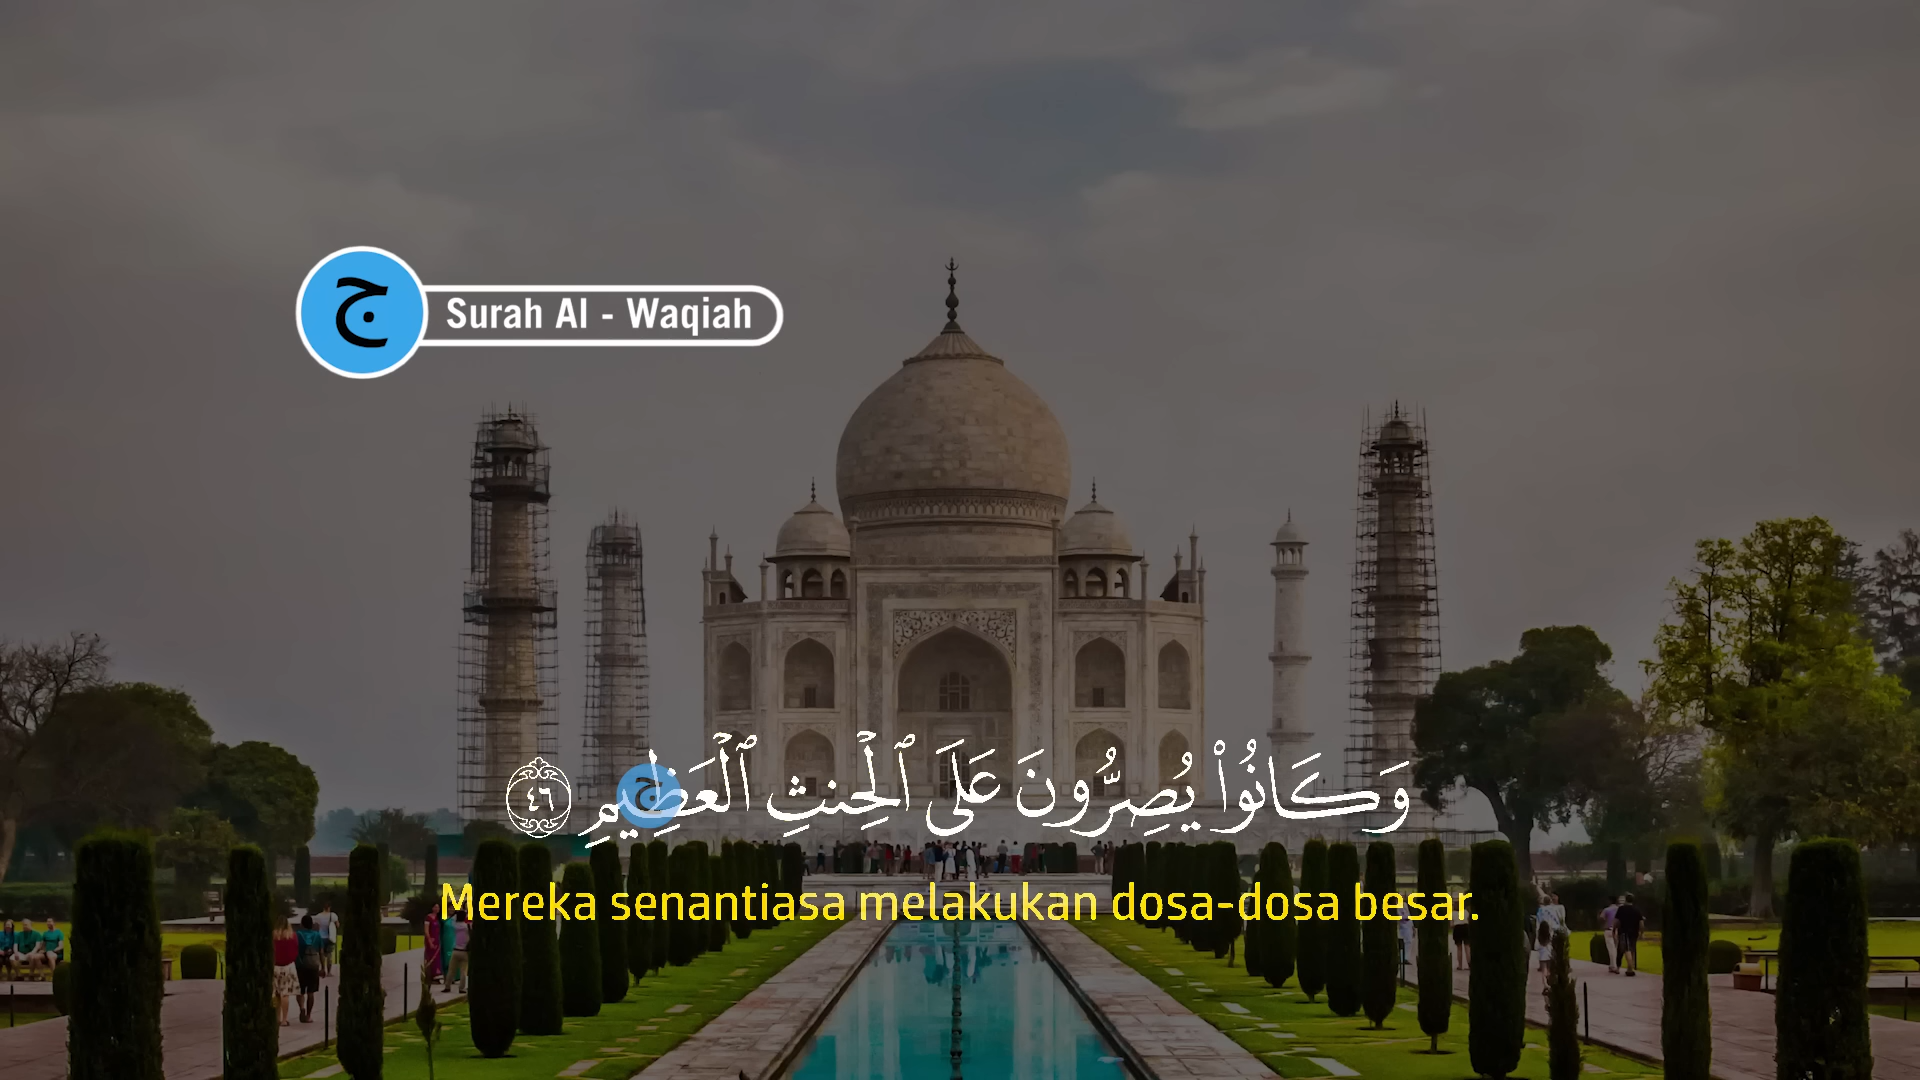 ج
Surah Al - Waqiah
وَكَانُوا۟ يُصِرُّونَ عَلَى ٱلْحِنثِ ٱلْعَظِيمِ ٤٦
ج
Mereka senantiasa melakukan dosa-dosa besar.